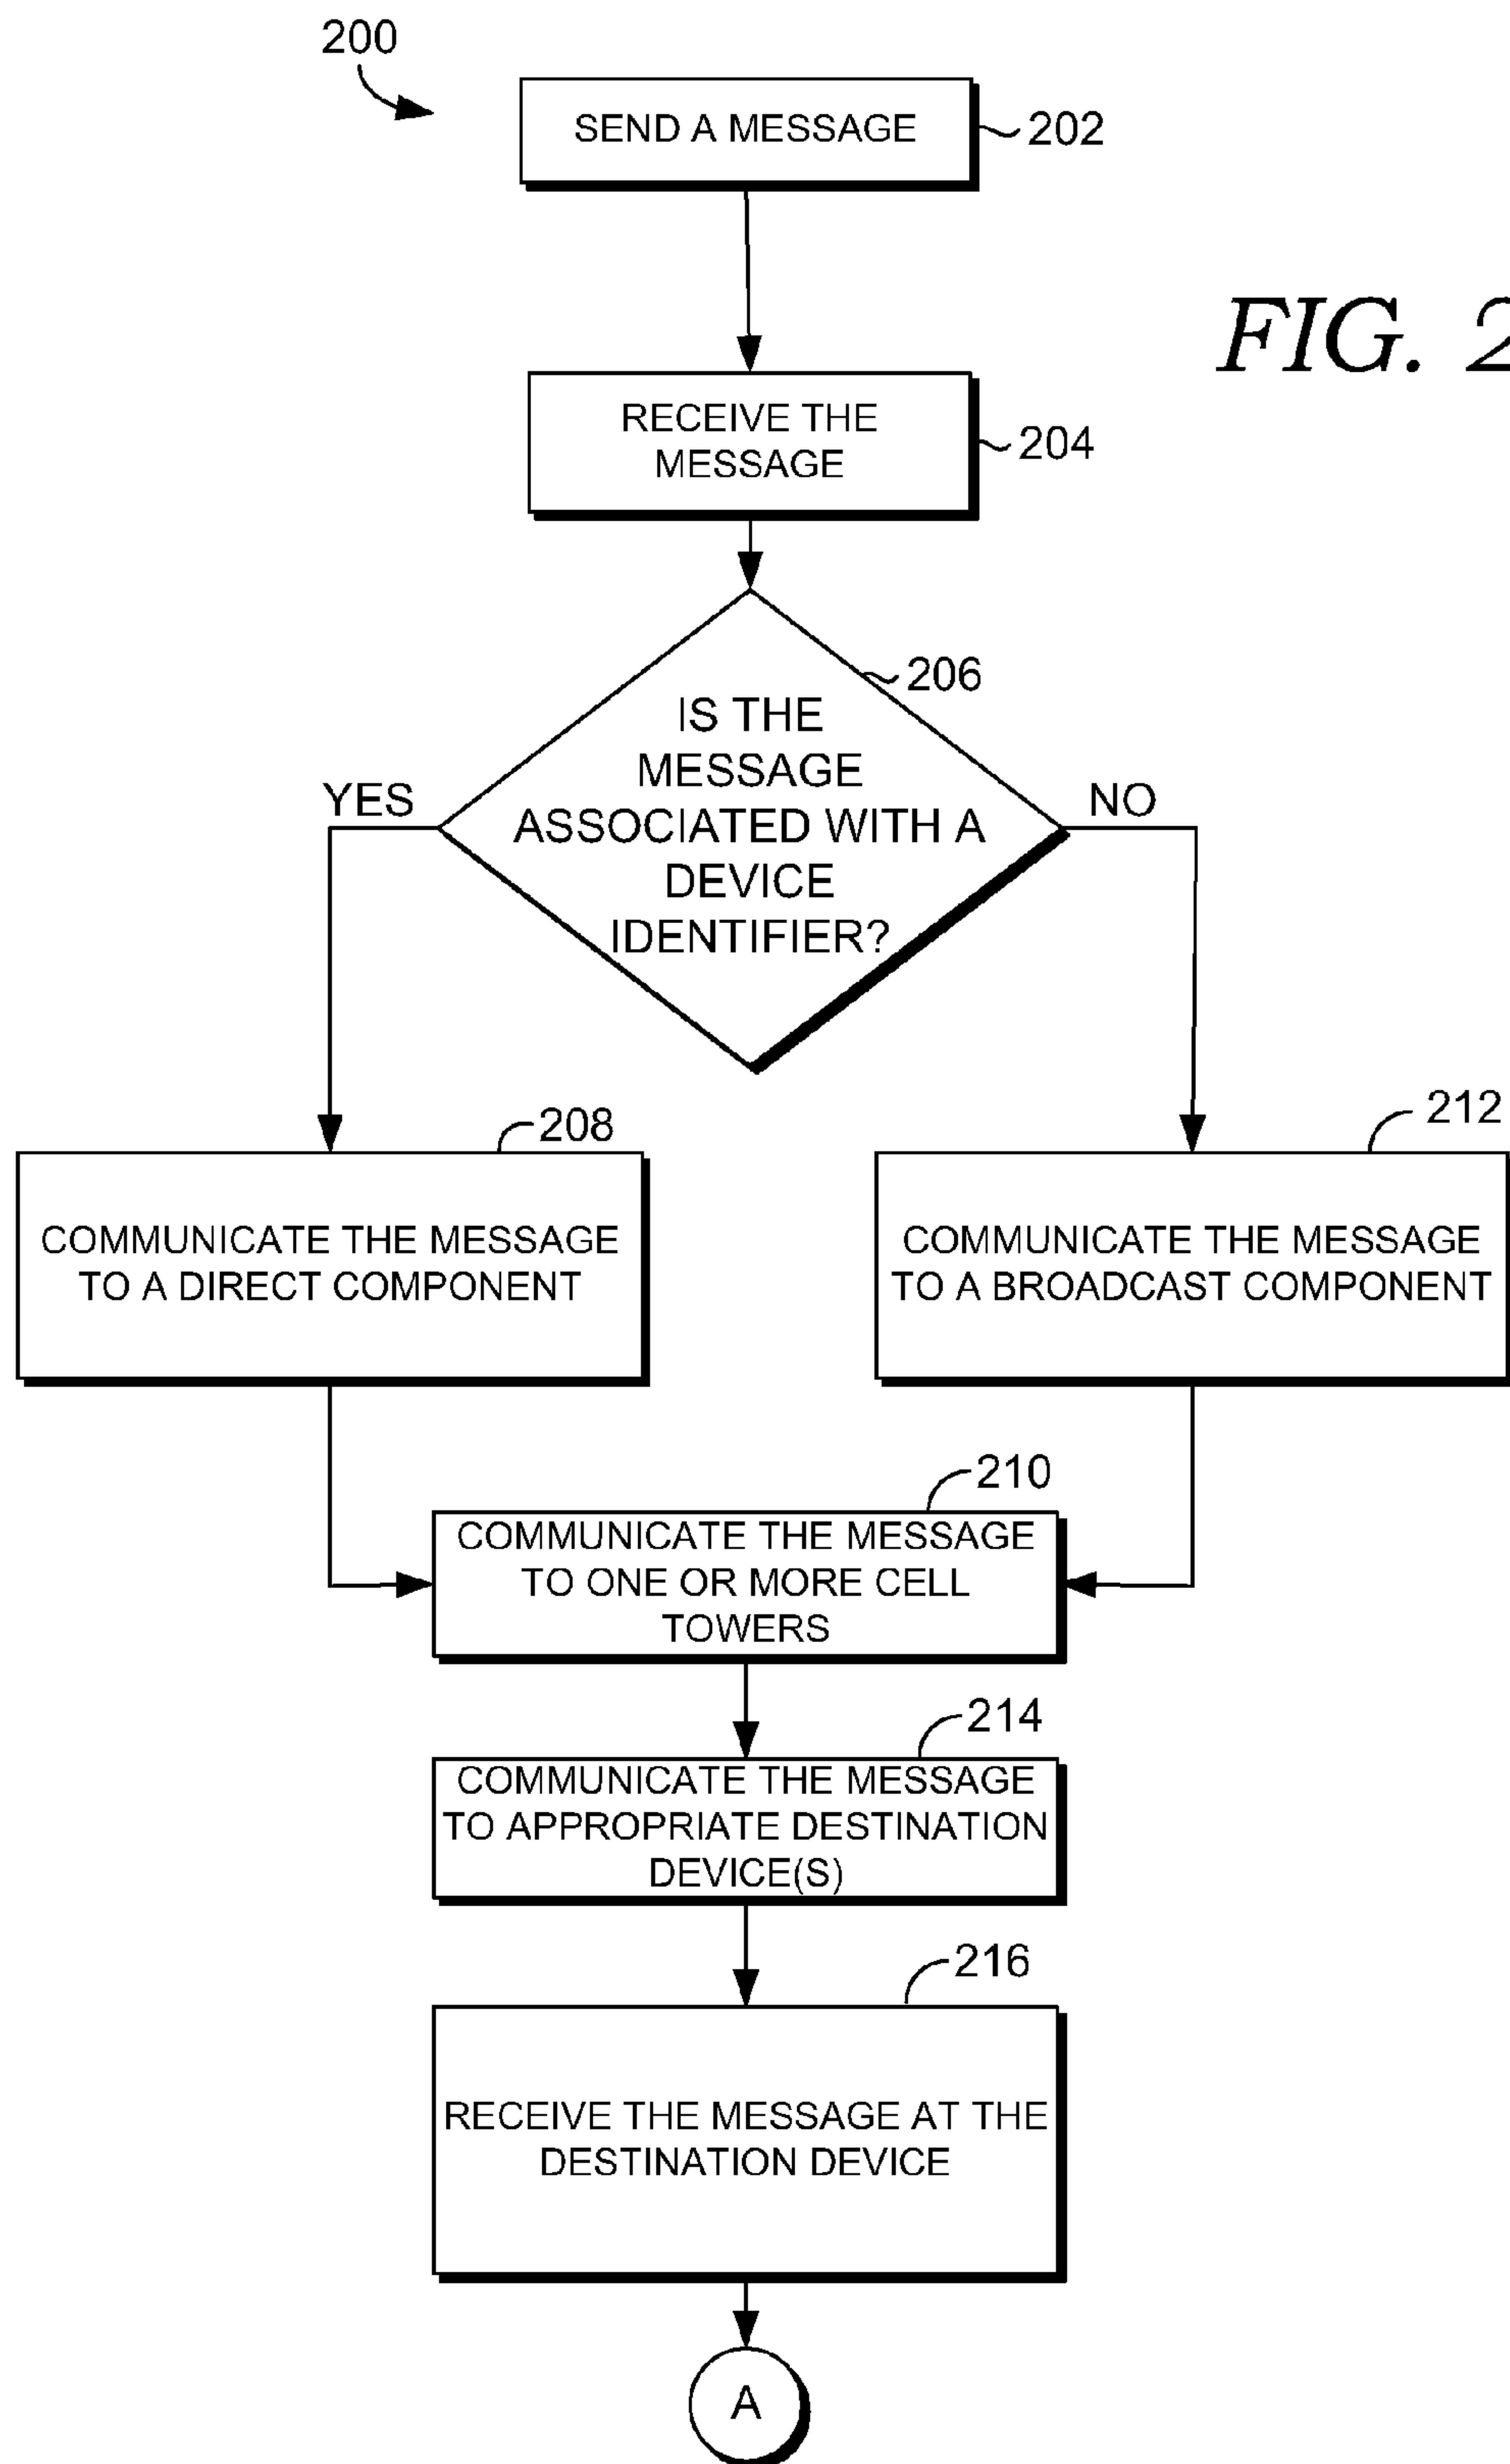 200
SEND A MESSAGE
202
FIG. 2
RECEIVE THE
MESSAGE
204
206
IS THE
MESSAGE
ASSOCIATED WITH A
DEVICE
IDENTIFIER?
YES
NO
208
COMMUNICATE THE MESSAGE
TO A DIRECT COMPONENT
212
COMMUNICATE THE MESSAGE
TO A BROADCAST COMPONENT
210
COMMUNICATE THE MESSAGE
TO ONE OR MORE CELL
TOWERS
214
COMMUNICATE THE MESSAGE
TO APPROPRIATE DESTINATION
DEVICE(S)
216
RECEIVE THE MESSAGE AT THE
DESTINATION DEVICE
A